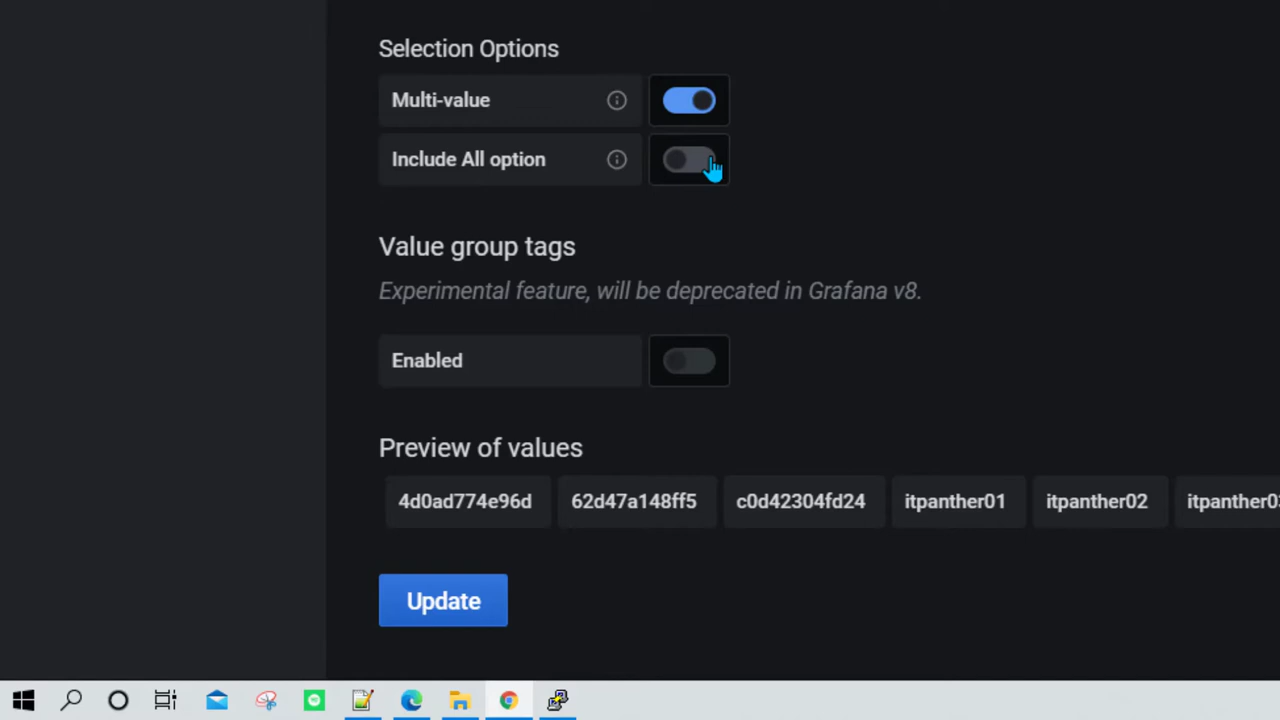 Selection Options
Multi-value
Include All option
Value group tags
Experimental feature, will be deprecated in Grafana v8.
Enabled
Preview of values
4d0ad774e96d 62d47a148ff5 c0d42304fd24 itpanther01 itpanther02
Update